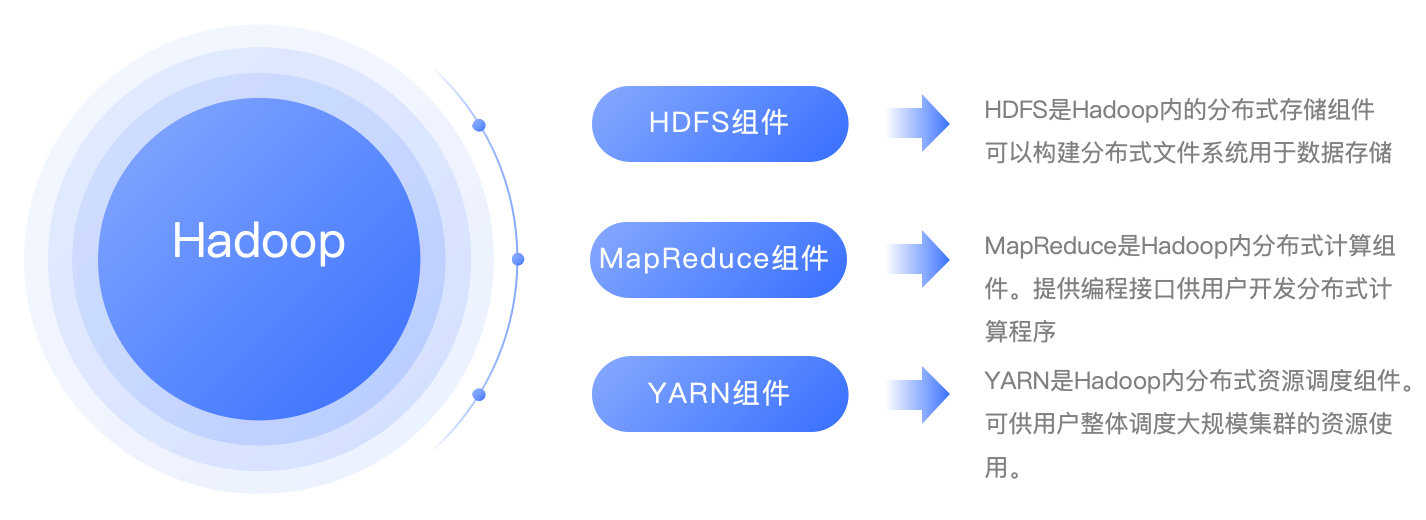 Hadoop
HDFS组件
HDFS是Hadoop内的分布式存储组件
可以构建分布式文件系统用于数据存储
MapReduce组件
MapReduce是Hadoop内分布式计算组
件。提供编程接口供用户开发分布式计
算程序
YARN组件
YARN是Hadoop内分布式资源调度组件。
可供用户整体调度大规模集群的资源使
用。